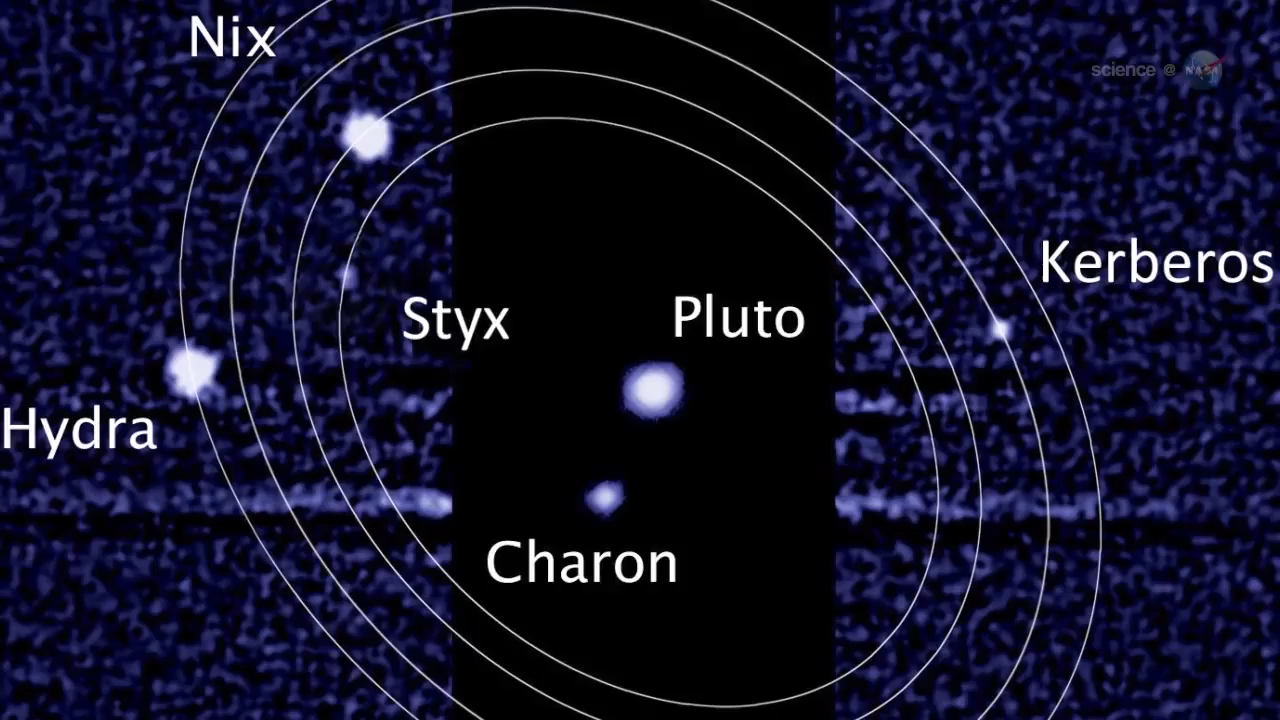 Nix
science @ NASA
Kerberos
Styx
Pluto
Hydra
Charon